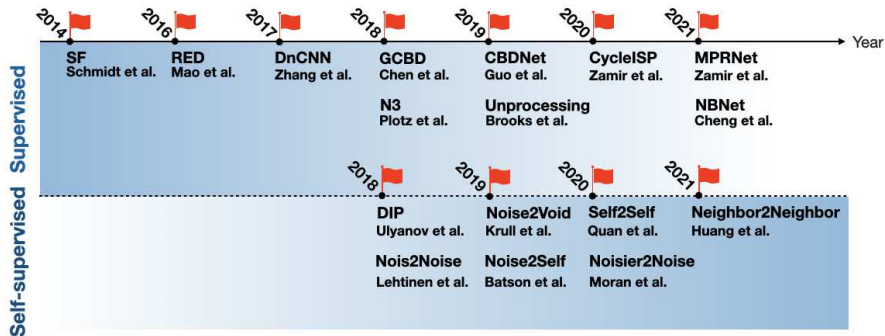 2014 2016 2017 2018 2019 2020 2021
Year
SF RED DnCNN GCBD CBDNet CycleISP MPRNet
Schmidt et al. Mao et al. Zhang et al. Chen et al. Guo et al. Zamir et al. Zamir et al.
N3 Unprocessing NBNet
Plotz et al. Brooks et al. Cheng et al.
Supervised
2018 2019 2020 2021
DIP Noise2Void Self2Self Neighbor2Neighbor
Ulyanov et al. Krull et al. Quan et al. Huang et al.
Nois2Noise Noise2Self Noisier2Noise
Lehtinen et al. Batson et al. Moran et al.
Self-supervised